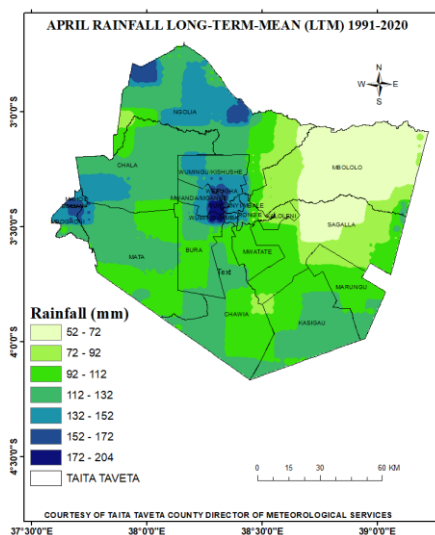 APRIL RAINFALL LONG-TERM-MEAN (LTM) 1991-2020
N
W E
S
3°0'0"S
3°30'0"S
4°0'0"S
4°30'0"S
NGOLIA
CHALA
MBOLOLO
WUMINGU/KISHUSHE
SAGALLA
MATA
BURA
MWATATE
Text
MARUNGU
CHAWIA
KASIGAU
Rainfall (mm)
52 - 72
72 - 92
92 - 112
112 - 132
132 - 152
152 - 172
172 - 204
TAITA TAVETA
0 15 30 60 KM
COURTESY OF TAITA TAVETA COUNTY DIRECTOR OF METEOROLOGICAL SERVICES
37°30'0"E 38°0'0"E 38°30'0"E 39°0'0"E